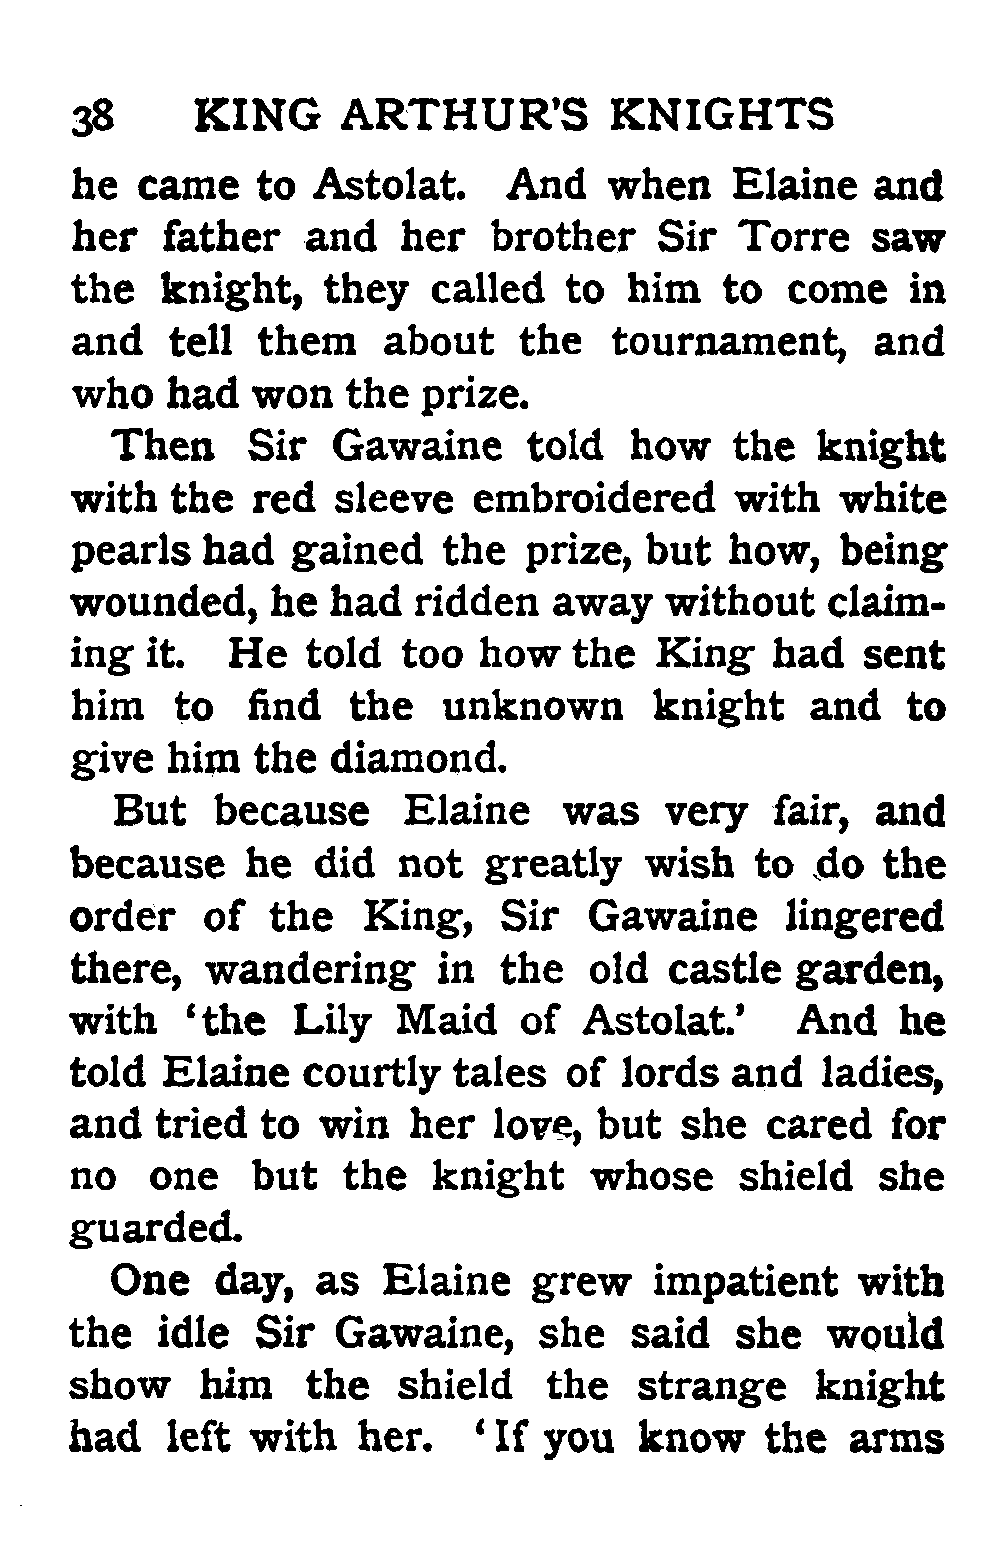 38 KING ARTHUR'S KNIGHTS
he came to Astolat. And when Elaine and
her father and her brother Sir Torre saw
the knight, they called to him to come in
and tell them about the tournament, and
who had won the prize.
Then Sir Gawaine told how the knight
with the red sleeve embroidered with white
pearls had gained the prize, but how, being
wounded, he had ridden away without claim-
ing it. He told too how the King had sent
him to find the unknown knight and to
give him the diamond.
But because Elaine was very fair, and
because he did not greatly wish to do the
order of the King, Sir Gawaine lingered
there, wandering in the old castle garden,
with ‘the Lily Maid of Astolat.’ And he
told Elaine courtly tales of lords and ladies,
and tried to win her love, but she cared for
no one but the knight whose shield she
guarded.
One day, as Elaine grew impatient with
the idle Sir Gawaine, she said she would
show him the shield the strange knight
had left with her. ‘If you know the arms